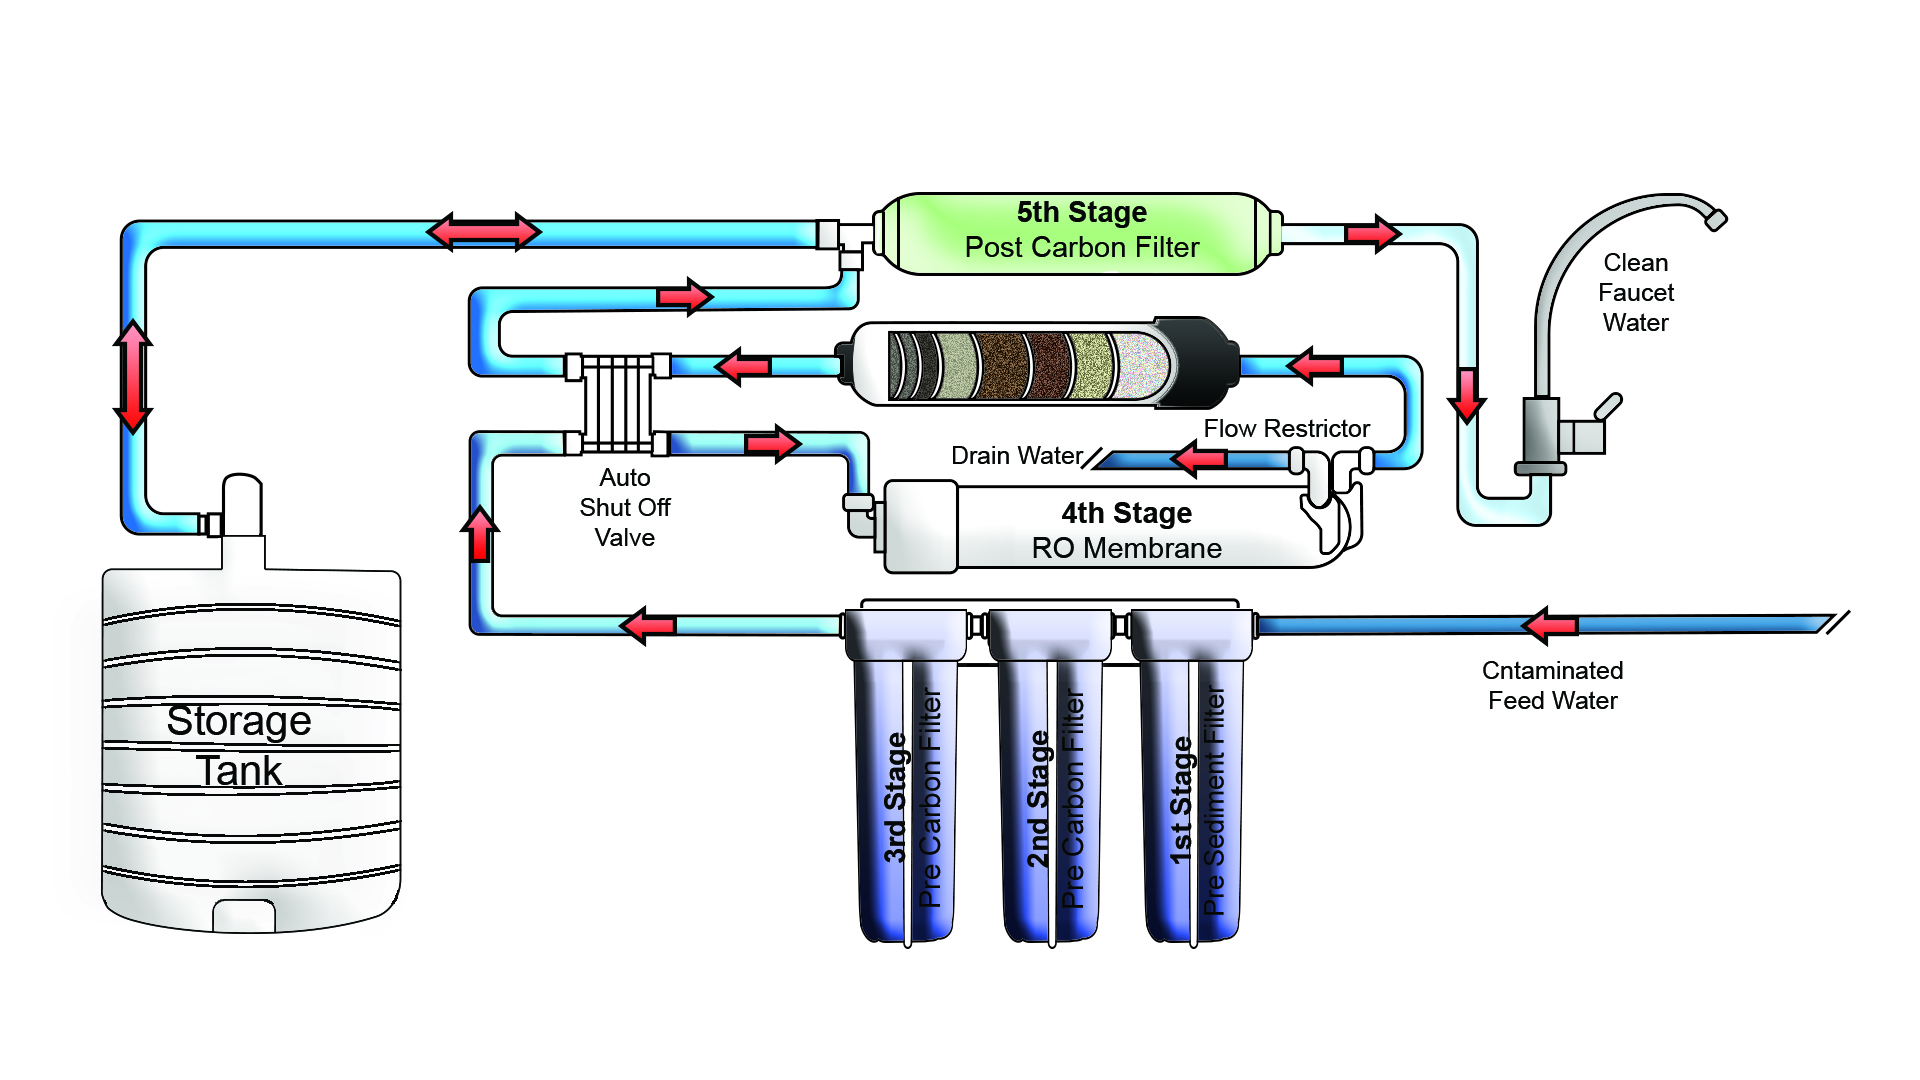 5th Stage
Post Carbon Filter
Clean
Faucet
Water
Flow Restrictor
Drain Water
Auto
Shut Off
Valve
4th Stage
RO Membrane
Cntaminated
Feed Water
Storage
Tank
3rd Stage
Pre Carbon Filter
2nd Stage
Pre Carbon Filter
1st Stage
Pre Sediment Filter